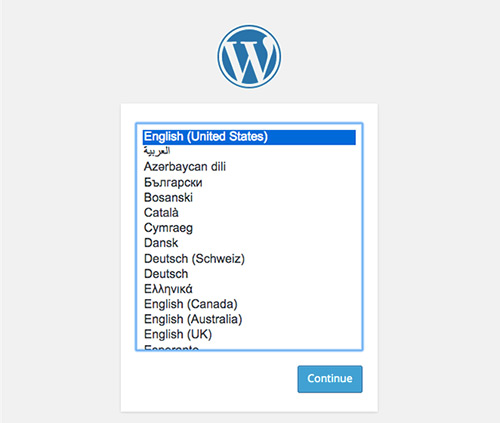 W
English (United States)
العربية
Azərbaycan dili
Български
Bosanski
Català
Cymraeg
Dansk
Deutsch (Schweiz)
Deutsch
Ελληνικά
English (Canada)
English (Australia)
English (UK)
Esperanto
Continue